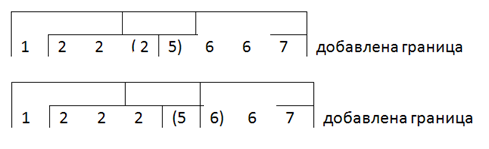 1 2 2 (2 5) 6 6 7 добавлена граница
1 2 2 2 (5 6) 6 7 добавлена граница